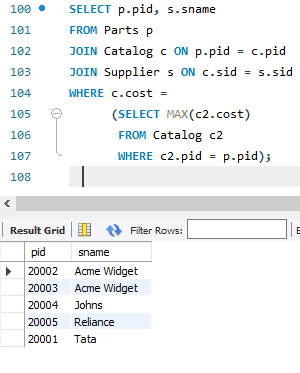 100 SELECT p.pid, s.sname
101 FROM Parts p
102 JOIN Catalog c ON p.pid = c.pid
103 JOIN Supplier s ON c.sid = s.sid
104 WHERE c.cost =
105 (SELECT MAX(c2.cost)
106 FROM Catalog c2
107 WHERE c2.pid = p.pid);
108
Result Grid Filter Rows:
pid sname
20002 Acme Widget
20003 Acme Widget
20004 Johns
20005 Reliance
20001 Tata